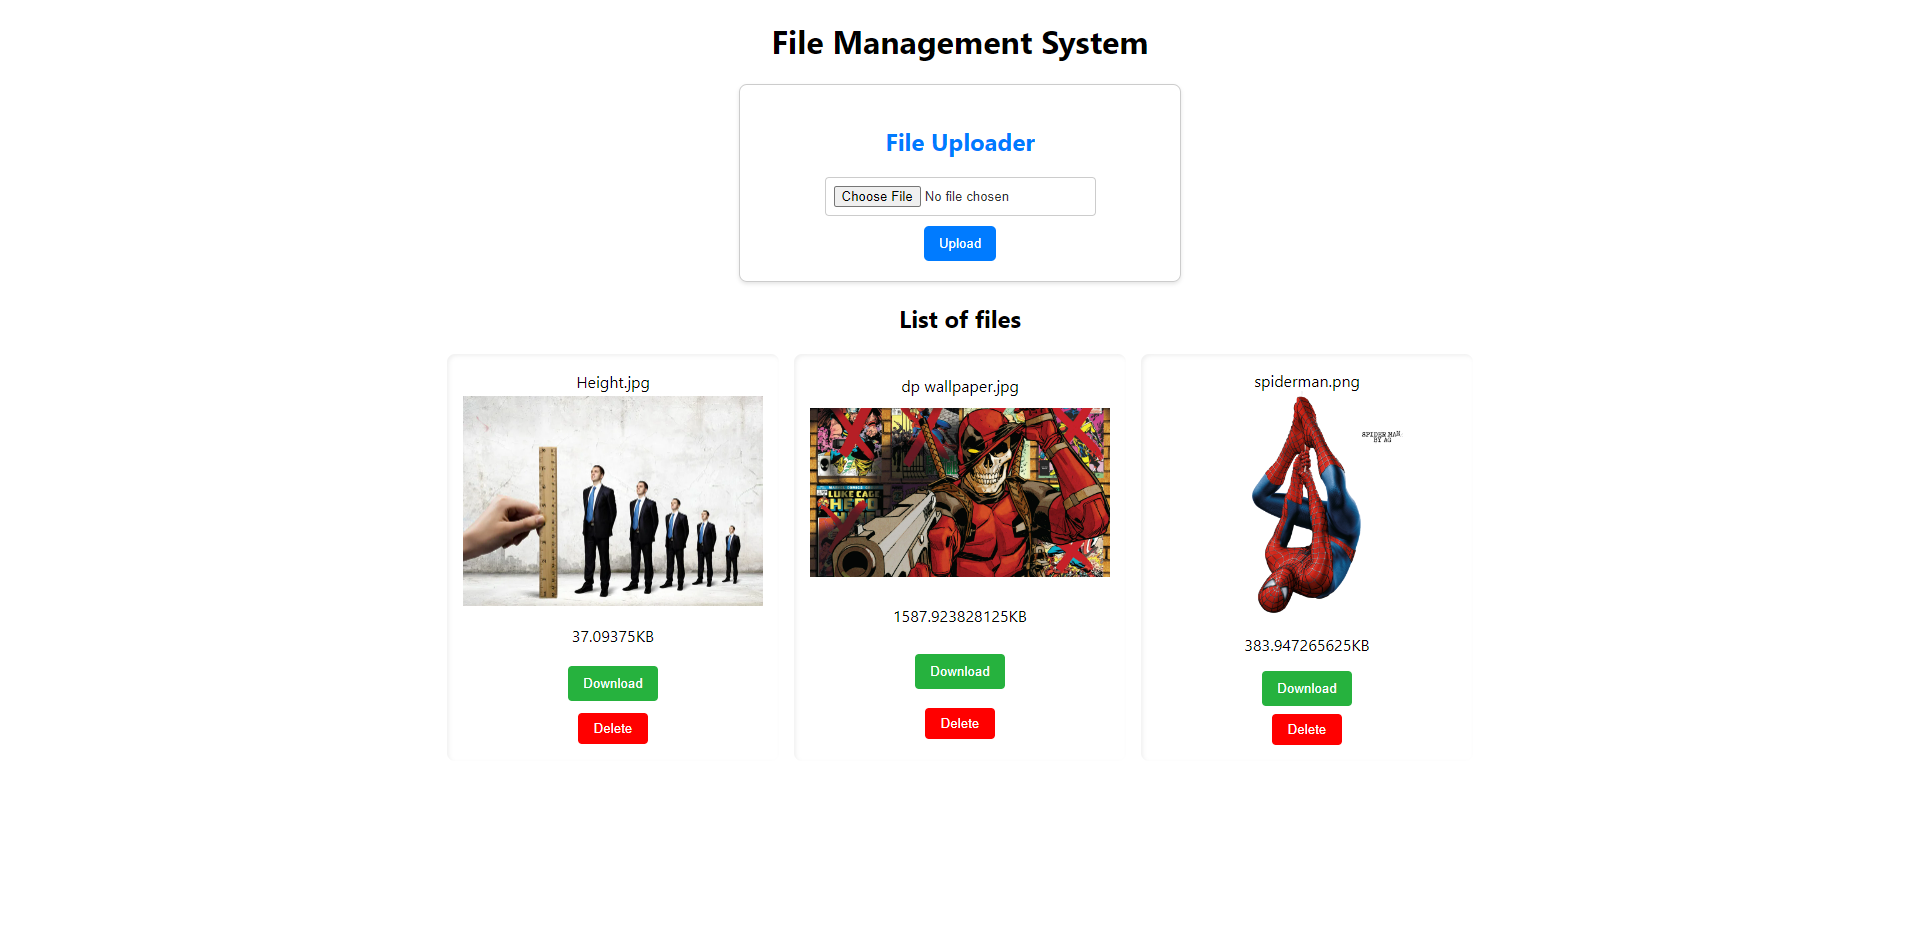 File Management System
File Uploader
Choose File No file chosen
Upload
List of files
Height.jpg
37.09375KB
Download
Delete
dp wallpaper.jpg
LUKE CAGE
HERO
1587.923828125KB
Download
Delete
spiderman.png
SPIDER MAN
BY AG
383.947265625KB
Download
Delete